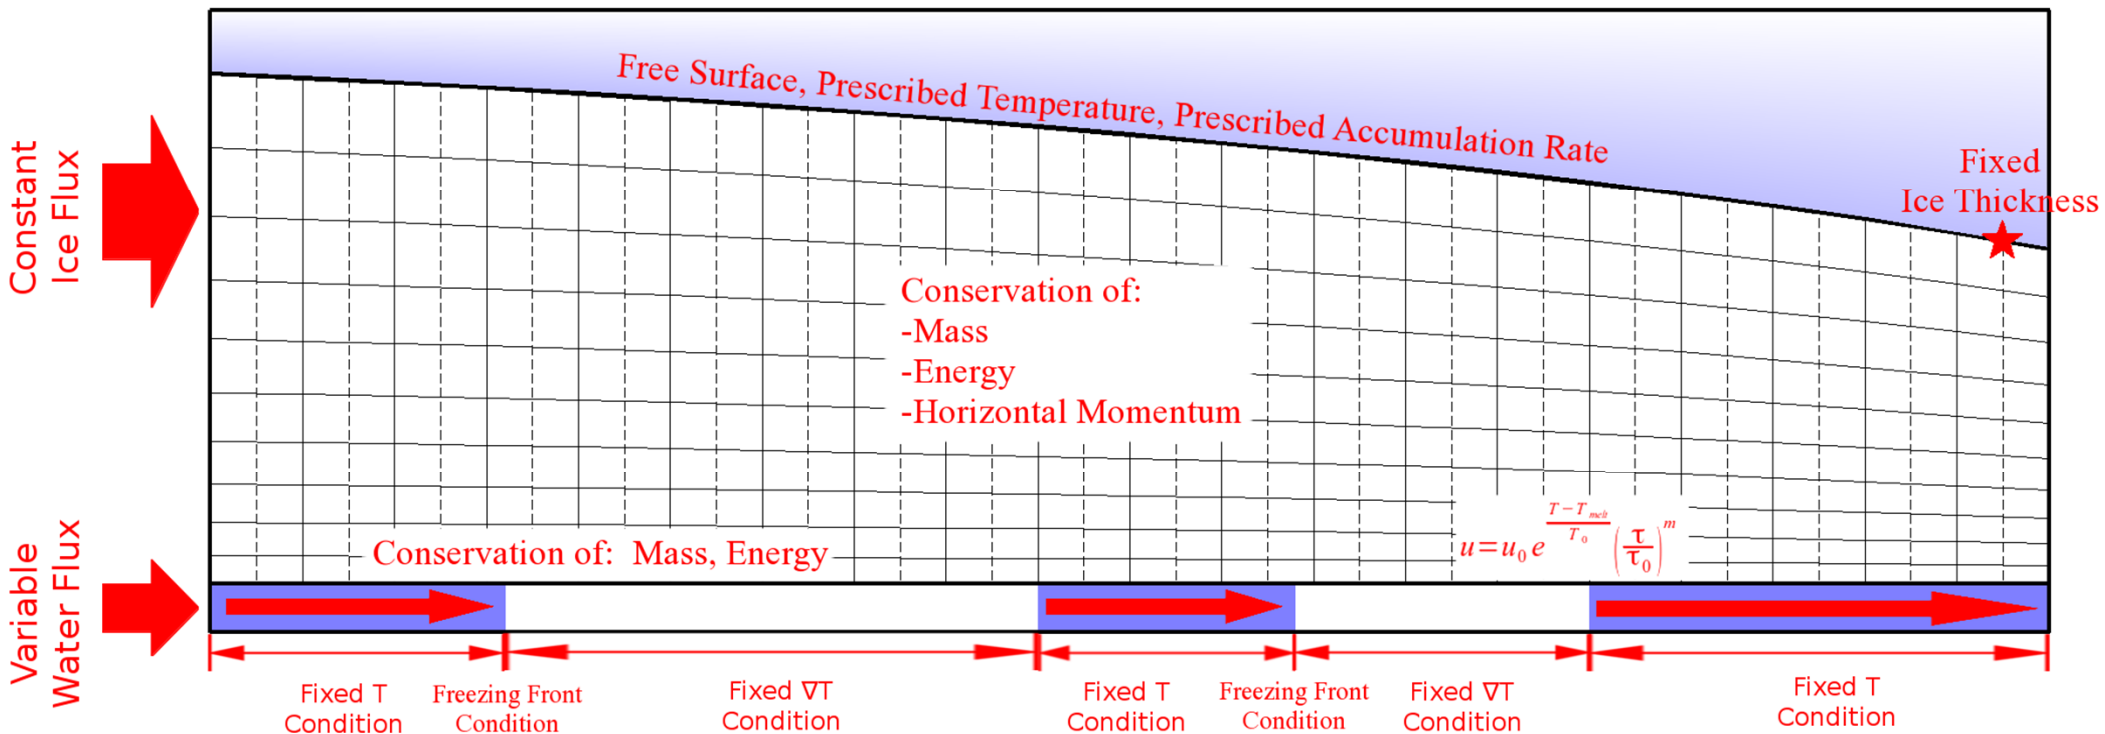 Free Surface, Prescribed Temperature, Prescribed Accumulation Rate
Fixed
Ice Thickness
Constant
Ice Flux
Conservation of:
-Mass
-Energy
-Horizontal Momentum
Variable
Water Flux
Conservation of:  Mass, Energy
u=u₀ e^((T−T_melt)/T₀) (τ/τ₀)^m
Fixed T
Condition
Freezing Front
Condition
Fixed ∇T
Condition
Fixed T
Condition
Freezing Front
Condition
Fixed ∇T
Condition
Fixed T
Condition